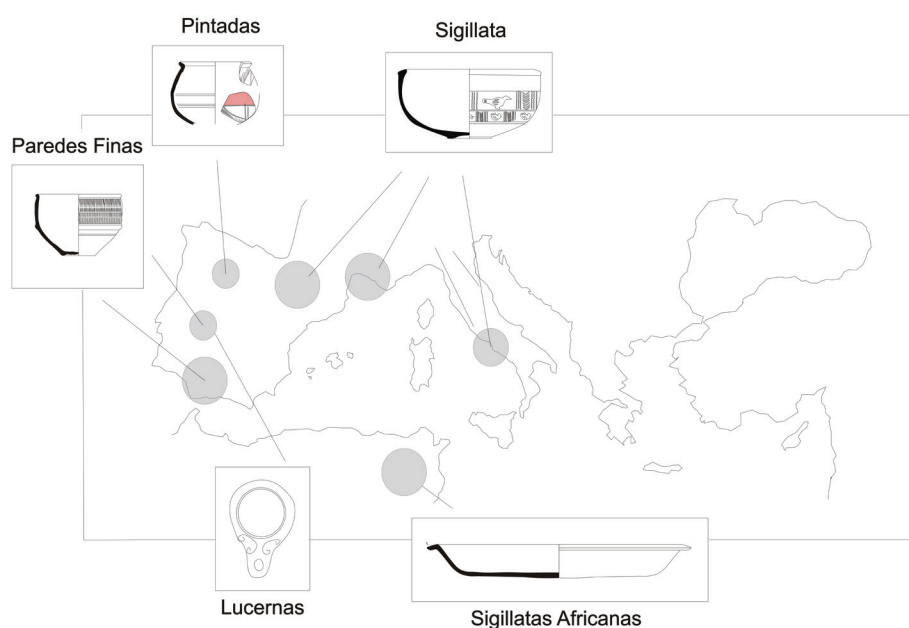 Pintadas
Sigillata
Paredes Finas
Lucernas
Sigillatas Africanas